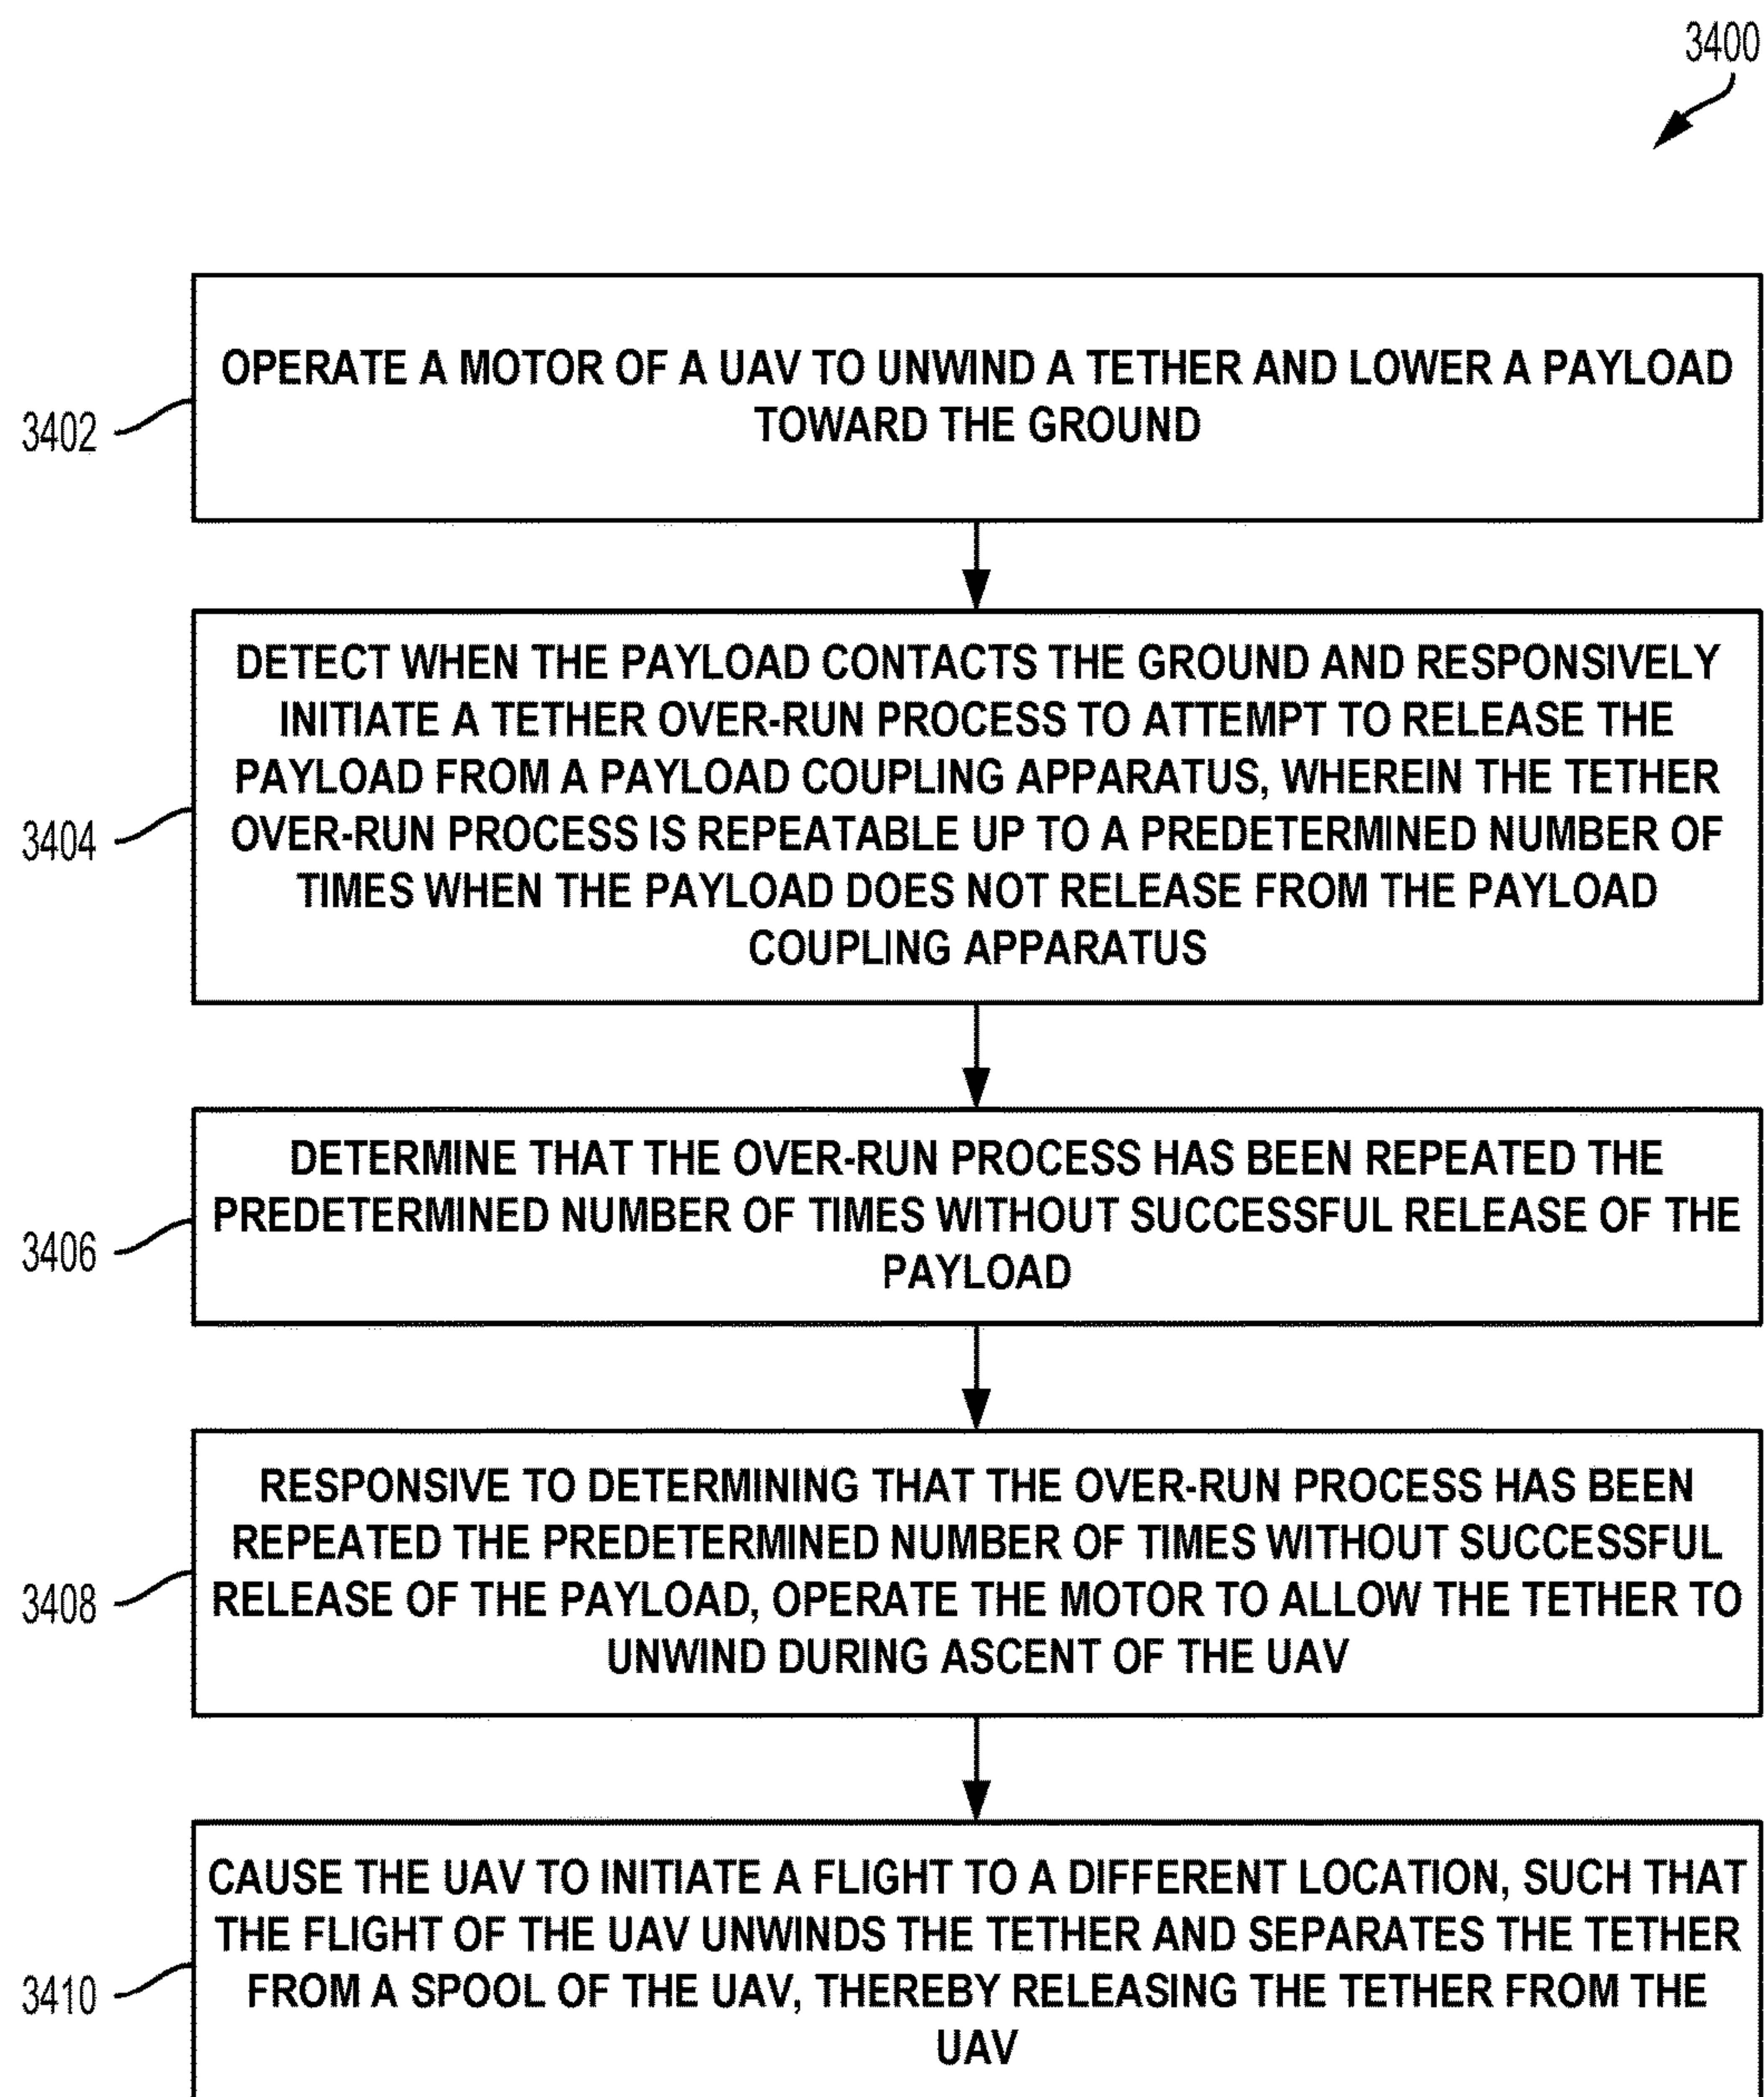 3400
OPERATE A MOTOR OF A UAV TO UNWIND A TETHER AND LOWER A PAYLOAD
TOWARD THE GROUND
3402
DETECT WHEN THE PAYLOAD CONTACTS THE GROUND AND RESPONSIVELY
INITIATE A TETHER OVER-RUN PROCESS TO ATTEMPT TO RELEASE THE
PAYLOAD FROM A PAYLOAD COUPLING APPARATUS, WHEREIN THE TETHER
OVER-RUN PROCESS IS REPEATABLE UP TO A PREDETERMINED NUMBER OF
TIMES WHEN THE PAYLOAD DOES NOT RELEASE FROM THE PAYLOAD
COUPLING APPARATUS
3404
DETERMINE THAT THE OVER-RUN PROCESS HAS BEEN REPEATED THE
PREDETERMINED NUMBER OF TIMES WITHOUT SUCCESSFUL RELEASE OF THE
PAYLOAD
3406
RESPONSIVE TO DETERMINING THAT THE OVER-RUN PROCESS HAS BEEN
REPEATED THE PREDETERMINED NUMBER OF TIMES WITHOUT SUCCESSFUL
RELEASE OF THE PAYLOAD, OPERATE THE MOTOR TO ALLOW THE TETHER TO
UNWIND DURING ASCENT OF THE UAV
3408
CAUSE THE UAV TO INITIATE A FLIGHT TO A DIFFERENT LOCATION, SUCH THAT
THE FLIGHT OF THE UAV UNWINDS THE TETHER AND SEPARATES THE TETHER
FROM A SPOOL OF THE UAV, THEREBY RELEASING THE TETHER FROM THE
UAV
3410